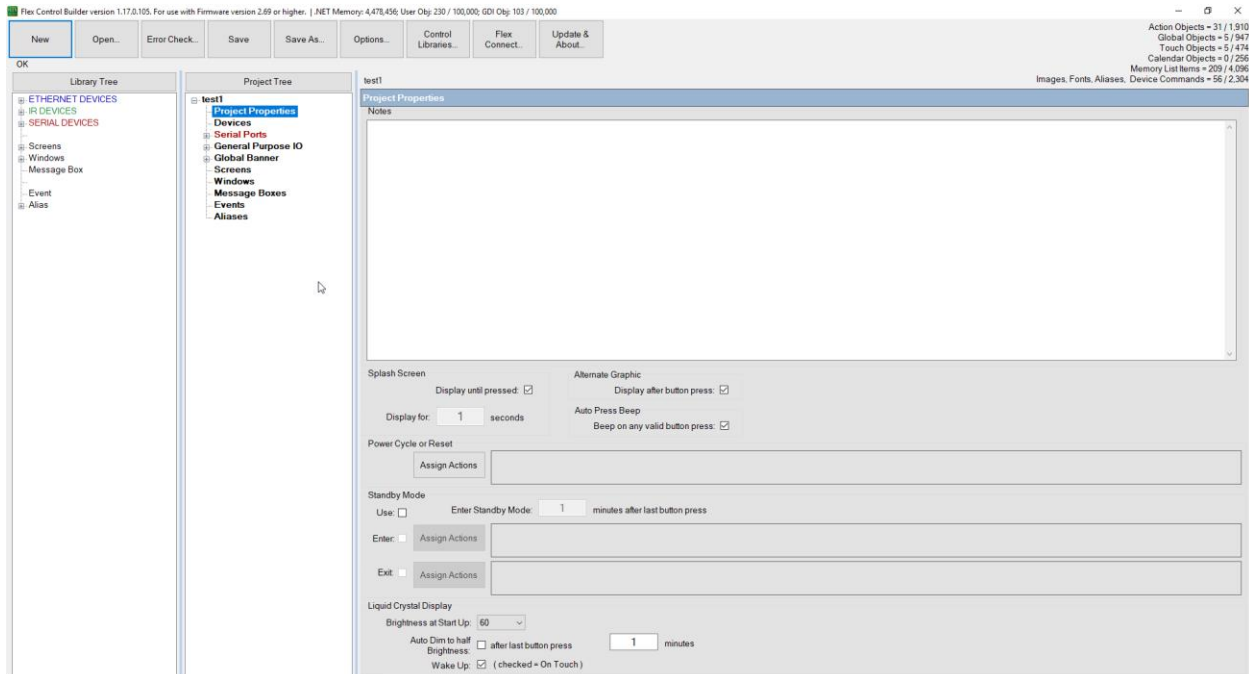 Flex Control Builder version 1.17.0.105. For use with Firmware version 2.69 or higher. | .NET Memory: 4,478,456; User Obj: 230 / 100,000; GDI Obj: 103 / 100,000
New
Open...
Error Check...
Save
Save As...
Options...
Control Libraries...
Flex Connect...
Update & About...
Action Objects = 31 / 1,910
Global Objects = 5 / 947
Touch Objects = 5 / 474
Calendar Objects = 0 / 256
Memory List Items = 209 / 4,096
Images, Fonts, Aliases, Device Commands = 56 / 2,304
OK
Library Tree
ETHERNET DEVICES
IR DEVICES
SERIAL DEVICES
Screens
Windows
Message Box
Event
Alias
Project Tree
test1
Project Properties
Devices
Serial Ports
General Purpose IO
Global Banner
Screens
Windows
Message Boxes
Events
Aliases
test1
Project Properties
Notes
Splash Screen
Display until pressed:
Display for: 1 seconds
Alternate Graphic
Display after button press:
Auto Press Beep
Beep on any valid button press:
Power Cycle or Reset
Assign Actions
Standby Mode
Use: Enter Standby Mode: 1 minutes after last button press
Enter: Assign Actions
Exit: Assign Actions
Liquid Crystal Display
Brightness at Start Up: 60
Auto Dim to half Brightness: after last button press 1 minutes
Wake Up: ( checked = On Touch )